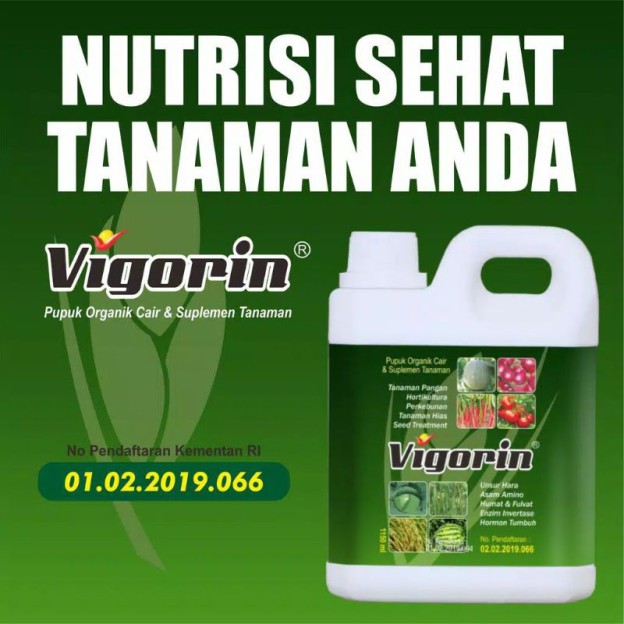 NUTRISI SEHAT
TANAMAN ANDA
Vigorin®
Pupuk Organik Cair & Suplemen Tanaman
No Pendaftaran Kementan RI
01.02.2019.066
Pupuk Organik Cair
& Suplemen Tanaman
Tanaman Pangan
Hortikultura
Perkebunan
Tanaman Hias
Seed Treatment
Vigorin®
Unsur Hara
Asam Amino
Humat & Fulvat
Enzim Invertase
Hormon Tumbuh
No. Pendaftaran :
02.02.2019.066
1150 ml